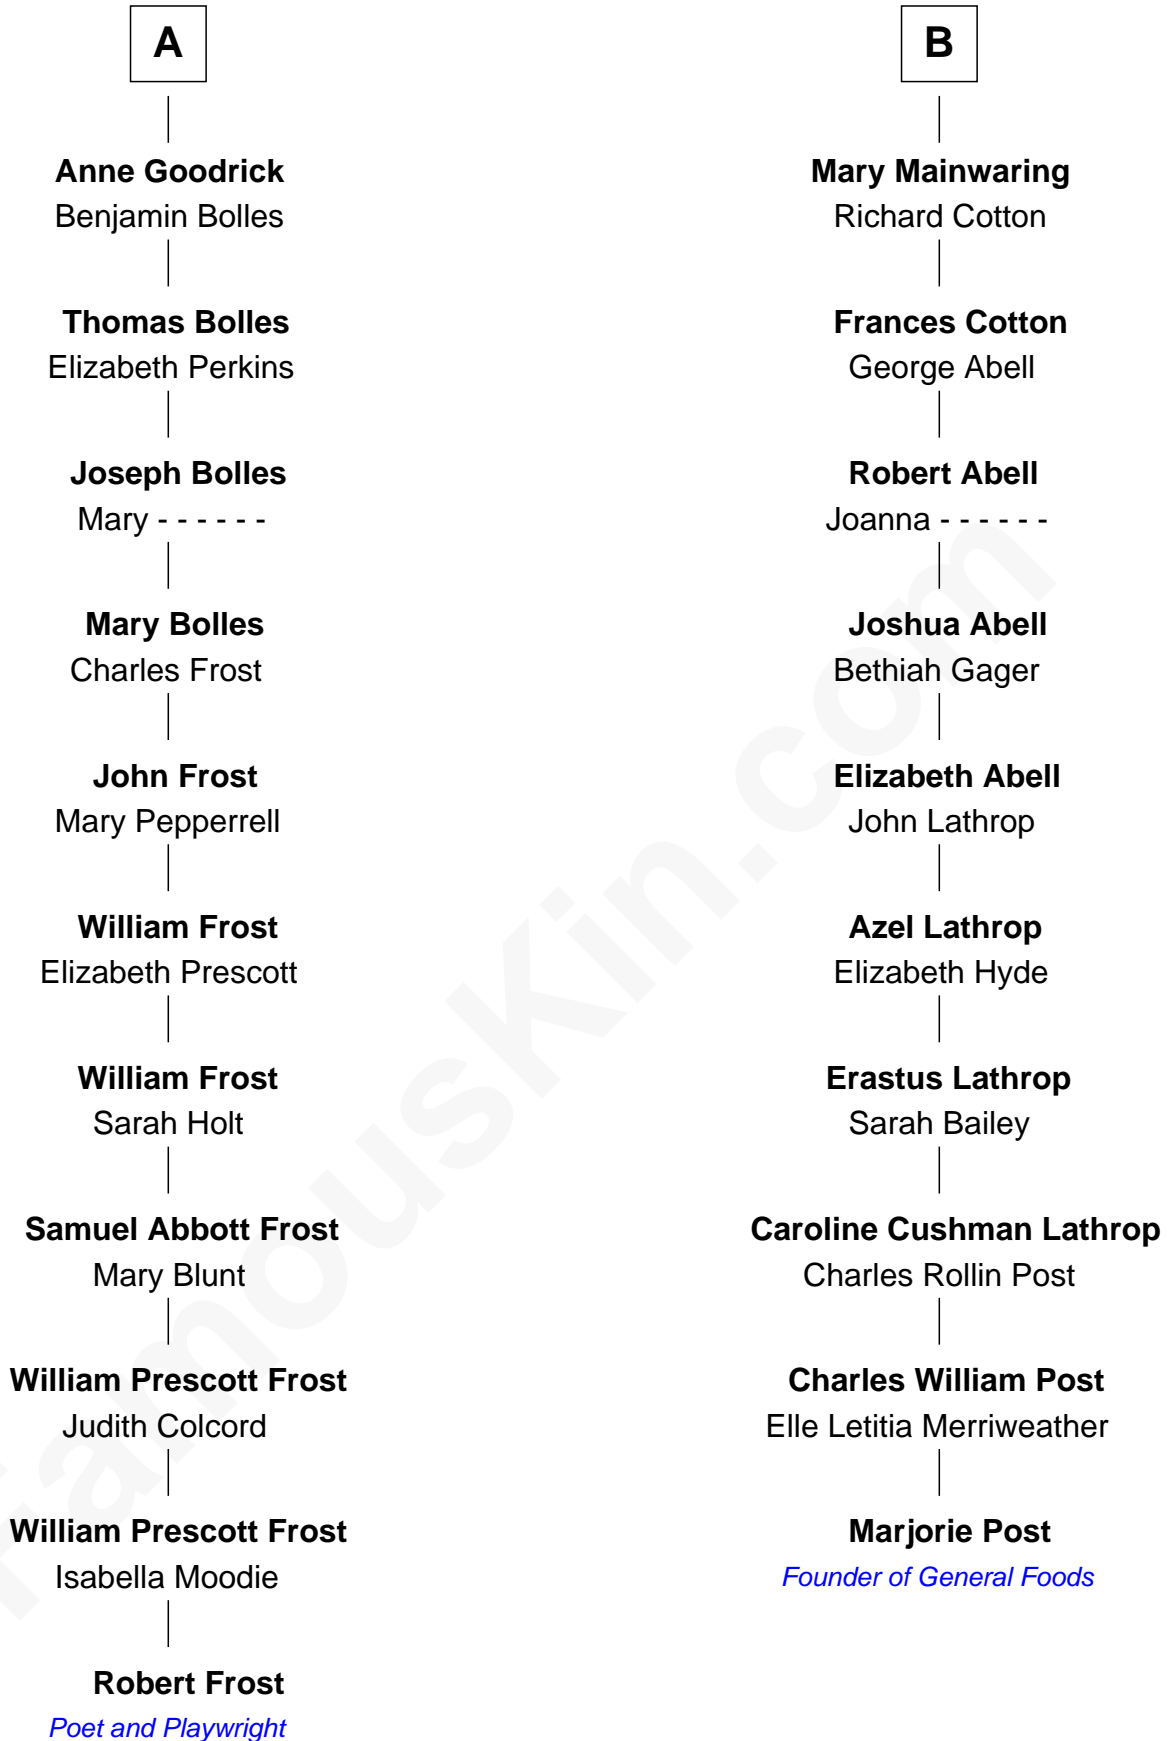 A
Anne Goodrick
Benjamin Bolles
Thomas Bolles
Elizabeth Perkins
Joseph Bolles
Mary - - - - - -
Mary Bolles
Charles Frost
John Frost
Mary Pepperrell
William Frost
Elizabeth Prescott
William Frost
Sarah Holt
Samuel Abbott Frost
Mary Blunt
William Prescott Frost
Judith Colcord
William Prescott Frost
Isabella Moodie
Robert Frost
Poet and Playwright
B
Mary Mainwaring
Richard Cotton
Frances Cotton
George Abell
Robert Abell
Joanna - - - - - -
Joshua Abell
Bethiah Gager
Elizabeth Abell
John Lathrop
Azel Lathrop
Elizabeth Hyde
Erastus Lathrop
Sarah Bailey
Caroline Cushman Lathrop
Charles Rollin Post
Charles William Post
Elle Letitia Merriweather
Marjorie Post
Founder of General Foods
FamousKin.com